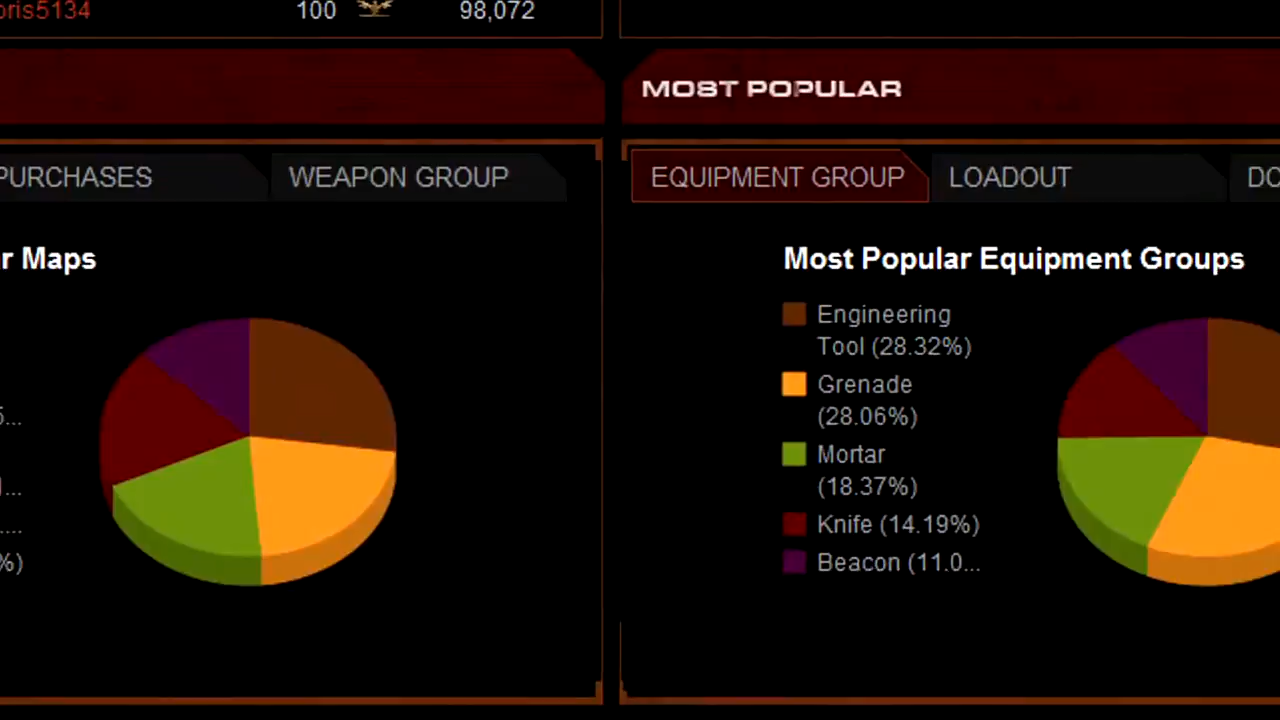 100 98,072
MOST POPULAR
PURCHASES WEAPON GROUP
EQUIPMENT GROUP LOADOUT
r Maps
Most Popular Equipment Groups
Engineering
Tool (28.32%)
Grenade
(28.06%)
Mortar
(18.37%)
Knife (14.19%)
Beacon (11.0...
%)